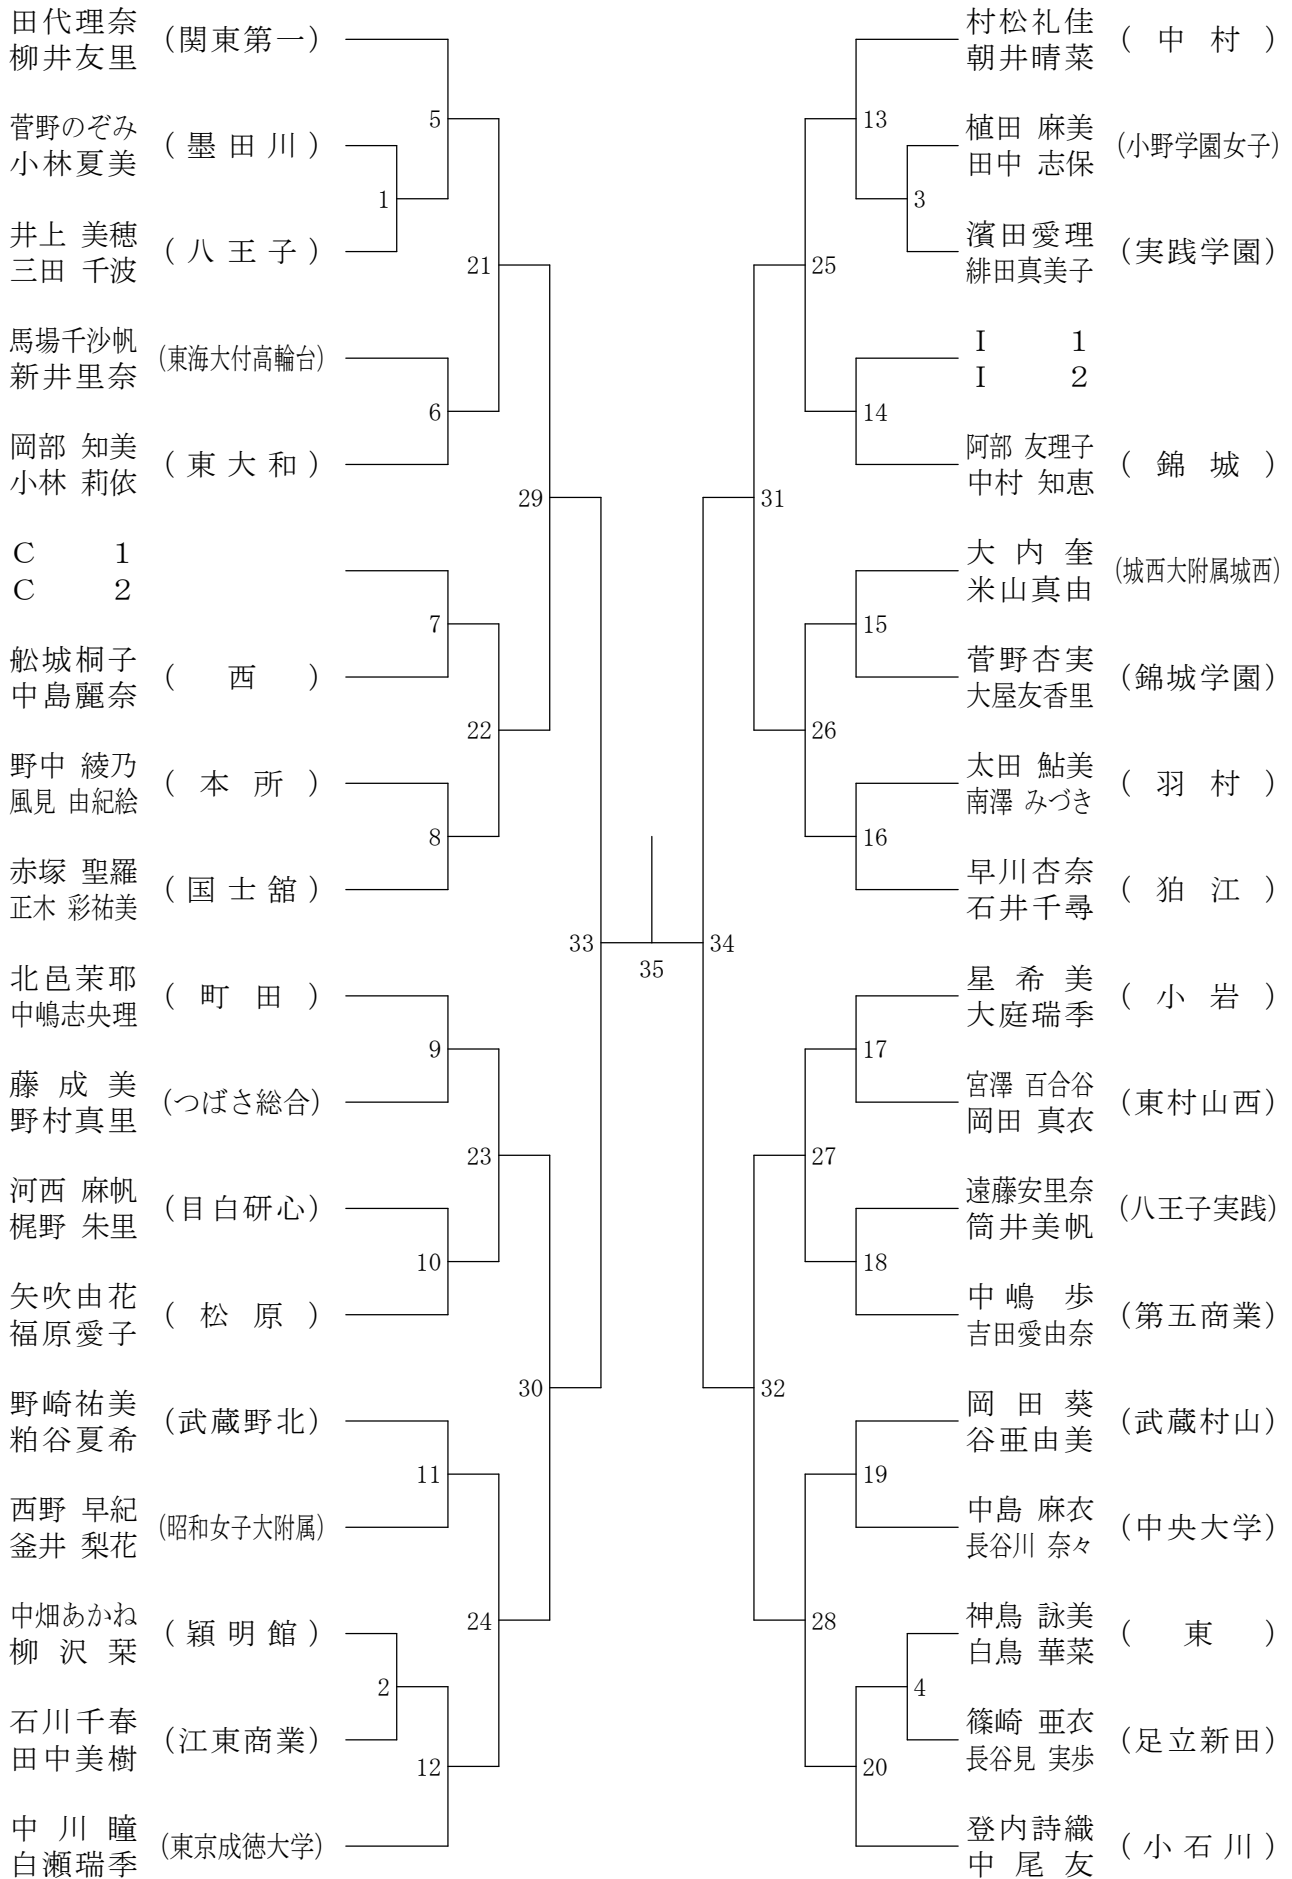 田代理奈
柳井友里
(関東第一)
菅野のぞみ
小林夏美
(墨田川)
井上 美穂
三田 千波
(八王子)
馬場千沙帆
新井里奈
(東海大付高輪台)
岡部 知美
小林 莉依
(東大和)
C 1
C 2
舩城桐子
中島麗奈
(西)
野中 綾乃
風見 由紀絵
(本所)
赤塚 聖羅
正木 彩祐美
(国士舘)
北邑茉耶
中嶋志央理
(町田)
藤成美
野村真里
(つばさ総合)
河西 麻帆
梶野 朱里
(目白研心)
矢吹由花
福原愛子
(松原)
野崎祐美
粕谷夏希
(武蔵野北)
西野 早紀
釜井 梨花
(昭和女子大附属)
中畑あかね
柳沢栞
(穎明館)
石川千春
田中美樹
(江東商業)
中川瞳
白瀬瑞季
(東京成徳大学)
1
2
5
6
7
8
9
10
11
12
21
22
23
24
29
30
33
35
34
31
32
25
26
27
28
13
14
15
16
17
18
19
20
3
4
村松礼佳
朝井晴菜
(中村)
植田 麻美
田中 志保
(小野学園女子)
濱田愛理
緋田真美子
(実践学園)
I 1
I 2
阿部 友理子
中村 知恵
(錦城)
大内奎
米山真由
(城西大附属城西)
菅野杏実
大屋友香里
(錦城学園)
太田 鮎美
南澤 みづき
(羽村)
早川杏奈
石井千尋
(狛江)
星希美
大庭瑞季
(小岩)
宮澤 百合谷
岡田 真衣
(東村山西)
遠藤安里奈
筒井美帆
(八王子実践)
中嶋歩
吉田愛由奈
(第五商業)
岡田葵
谷亜由美
(武蔵村山)
中島 麻衣
長谷川 奈々
(中央大学)
神鳥 詠美
白鳥 華菜
(東)
篠崎 亜衣
長谷見 実歩
(足立新田)
登内詩織
中尾友
(小石川)